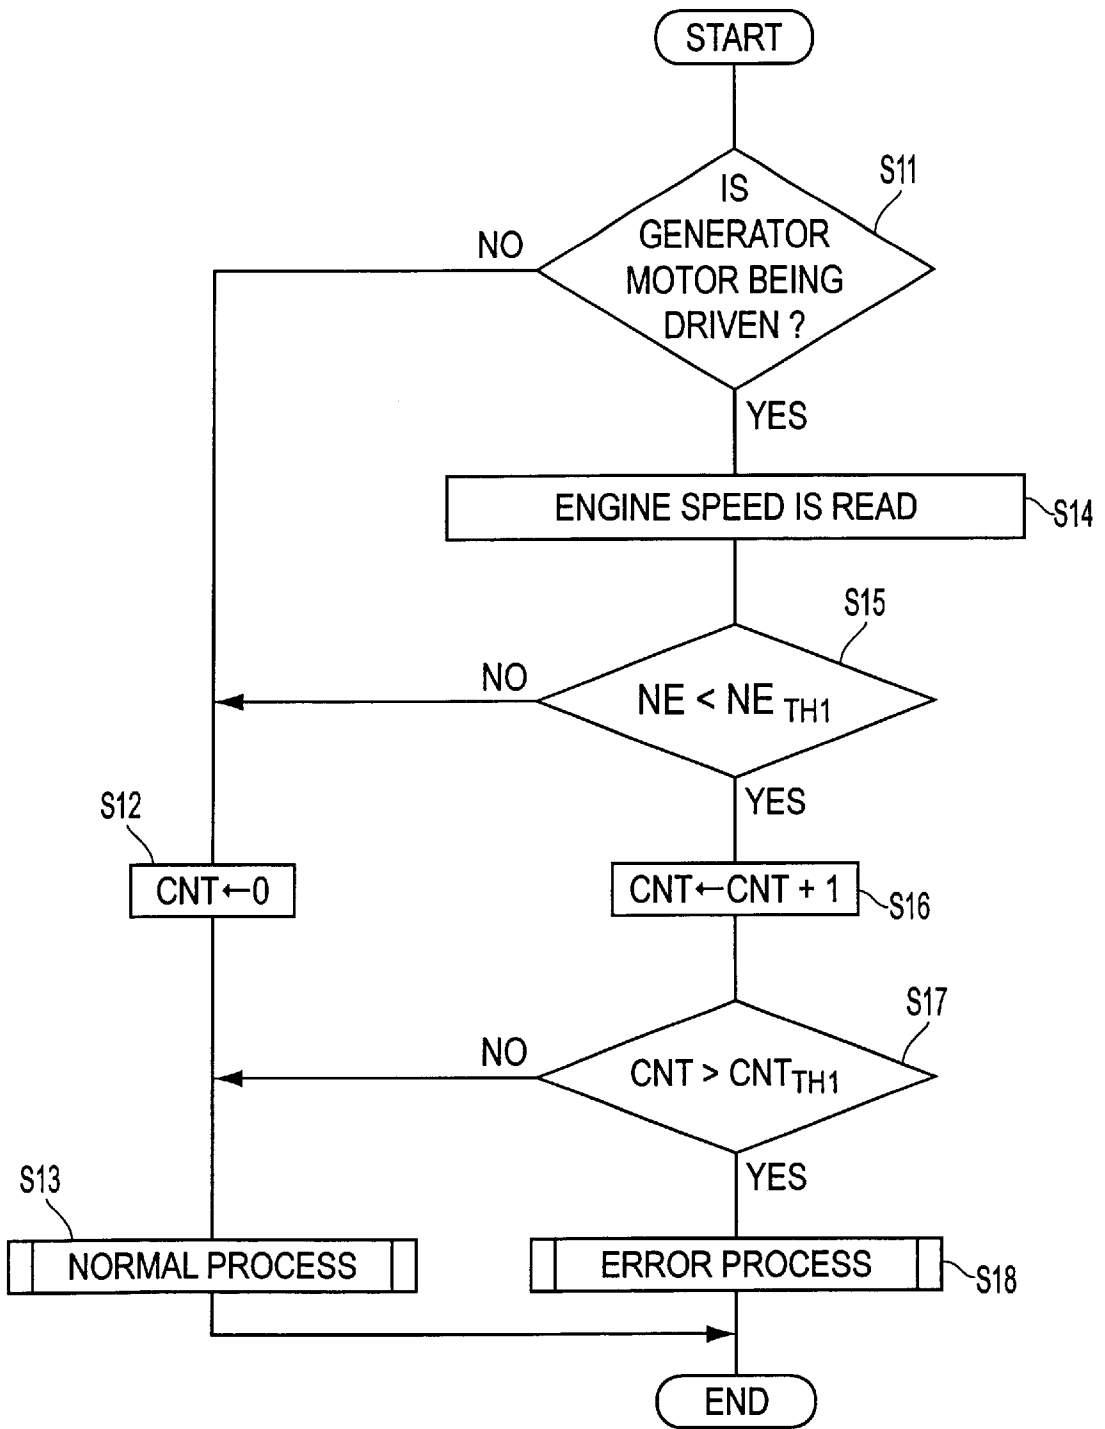 START
S11
IS
GENERATOR
MOTOR BEING
DRIVEN ?
NO
YES
ENGINE SPEED IS READ
S14
S15
NO
NE < NE TH1
YES
S12
CNT←0
CNT←CNT + 1
S16
S17
NO
CNT > CNTTH1
YES
S13
NORMAL PROCESS
ERROR PROCESS
S18
END